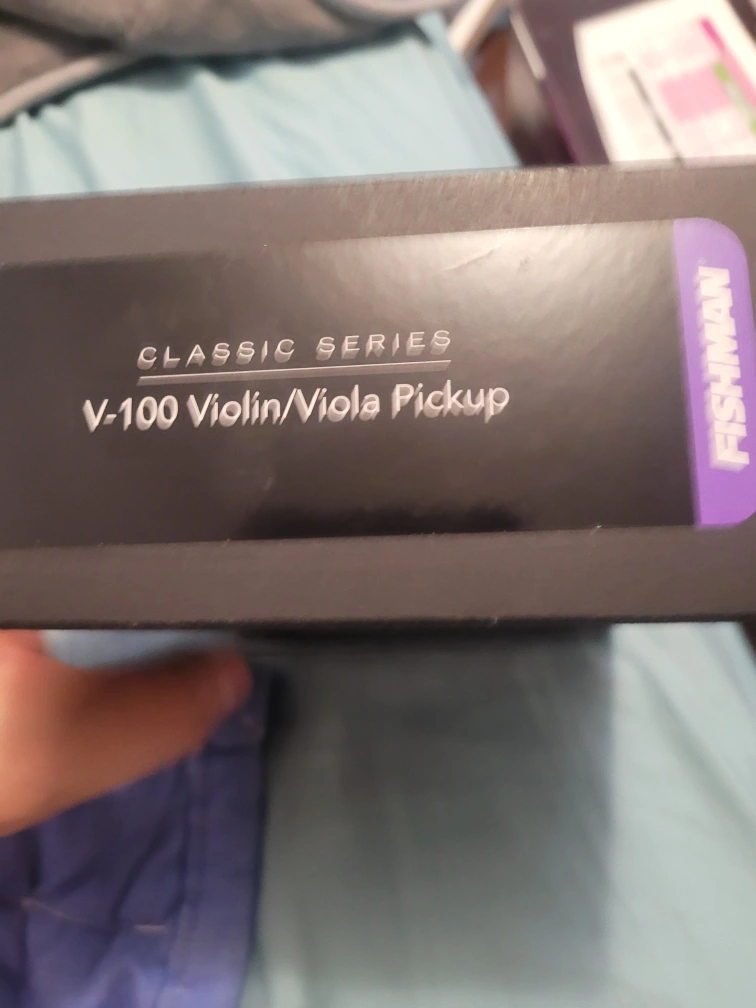 CLASSIC SERIES
V-100 Violin/Viola Pickup
FISHMAN